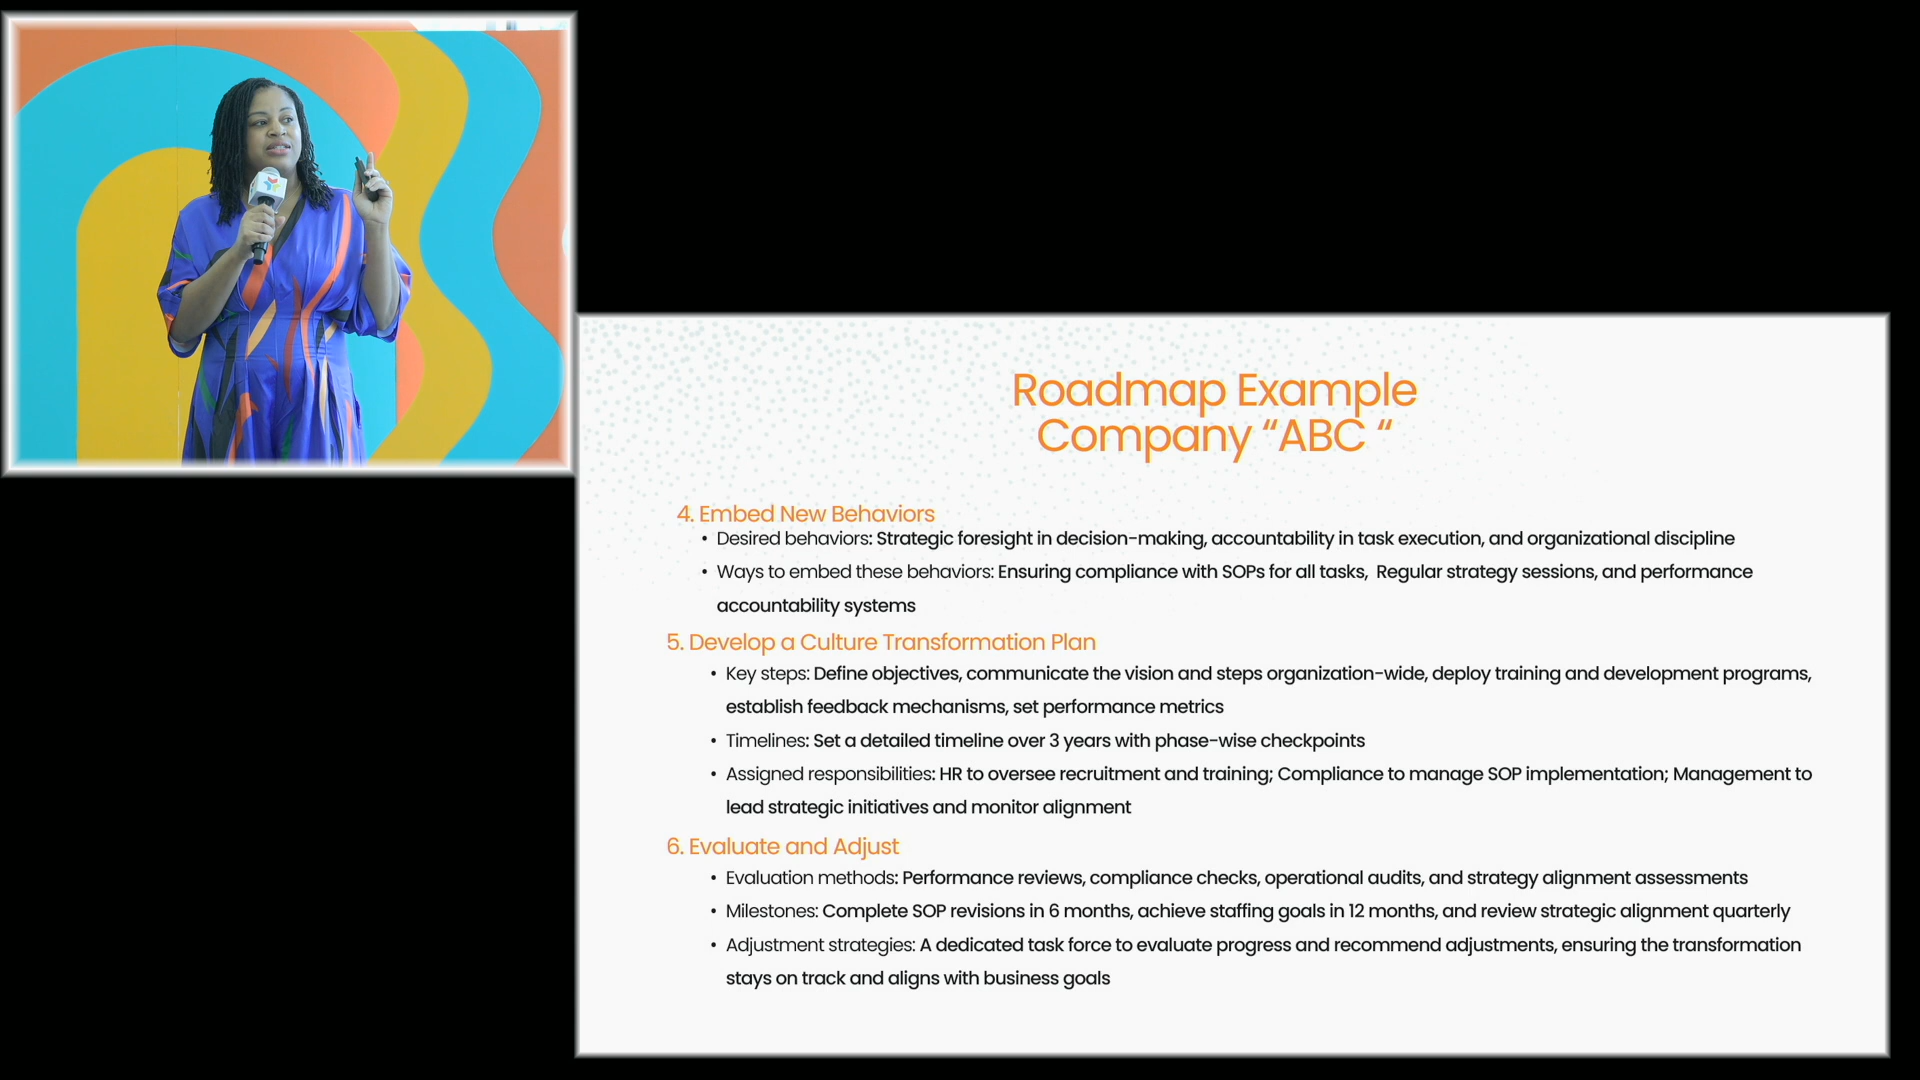 Roadmap Example
Company “ABC “
4. Embed New Behaviors
• Desired behaviors: Strategic foresight in decision-making, accountability in task execution, and organizational discipline
• Ways to embed these behaviors: Ensuring compliance with SOPs for all tasks,  Regular strategy sessions, and performance
accountability systems
5. Develop a Culture Transformation Plan
• Key steps: Define objectives, communicate the vision and steps organization-wide, deploy training and development programs,
establish feedback mechanisms, set performance metrics
• Timelines: Set a detailed timeline over 3 years with phase-wise checkpoints
• Assigned responsibilities: HR to oversee recruitment and training; Compliance to manage SOP implementation; Management to
lead strategic initiatives and monitor alignment
6. Evaluate and Adjust
• Evaluation methods: Performance reviews, compliance checks, operational audits, and strategy alignment assessments
• Milestones: Complete SOP revisions in 6 months, achieve staffing goals in 12 months, and review strategic alignment quarterly
• Adjustment strategies: A dedicated task force to evaluate progress and recommend adjustments, ensuring the transformation
stays on track and aligns with business goals